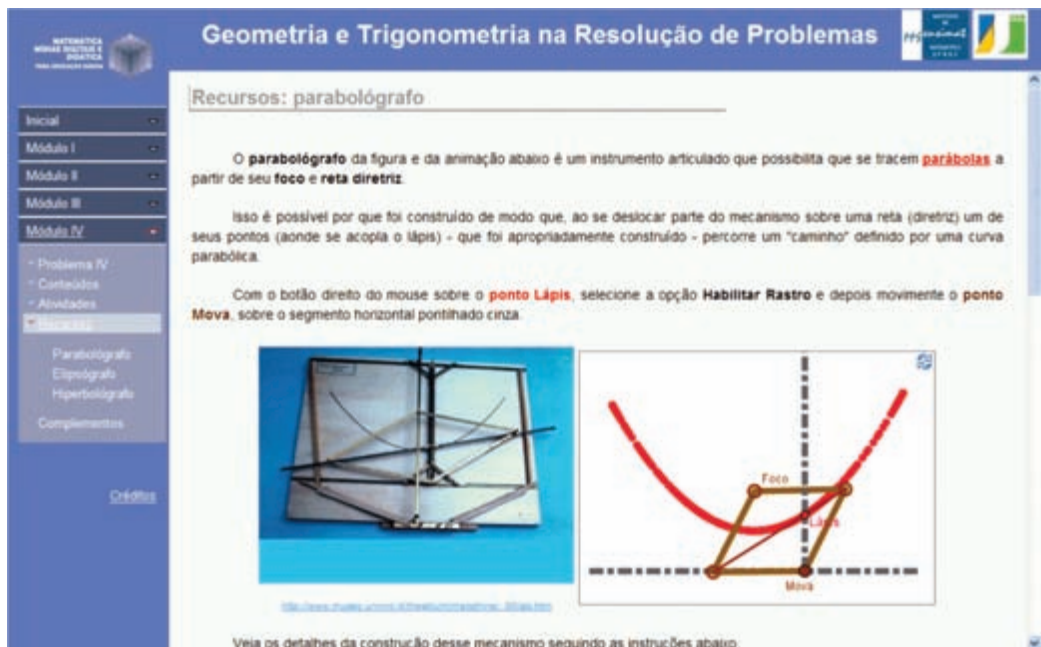 MATEMÁTICA
MÍDIAS DIGITAIS E
DIDÁTICA
Geometria e Trigonometria na Resolução de Problemas
Recursos: parabológrafo
Inicial
Módulo I
Módulo II
Módulo III
Módulo IV
Problema IV
Conteúdos
Atividades
Parabológrafo
Elipsógrafo
Hiperbológrafo
Complementos
Créditos
O parabológrafo da figura e da animação abaixo é um instrumento articulado que possibilita que se tracem parábolas a
partir de seu foco e reta diretriz.
Isso é possível por que foi construído de modo que, ao se deslocar parte do mecanismo sobre uma reta (diretriz) um de
seus pontos (aonde se acopla o lápis) - que foi apropriadamente construído - percorre um "caminho" definido por uma curva
parabólica.
Com o botão direito do mouse sobre o ponto Lápis, selecione a opção Habilitar Rastro e depois movimente o ponto
Mova, sobre o segmento horizontal pontilhado cinza.
Foco
Lápis
Mova
Veja os detalhes da construção desse mecanismo seguindo as instruções abaixo